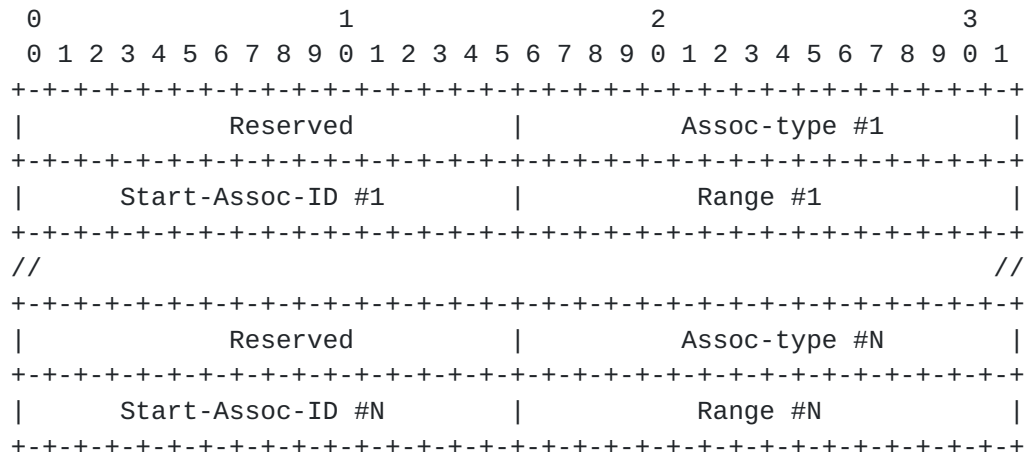 0                   1                   2                   3
 0 1 2 3 4 5 6 7 8 9 0 1 2 3 4 5 6 7 8 9 0 1 2 3 4 5 6 7 8 9 0 1
+-+-+-+-+-+-+-+-+-+-+-+-+-+-+-+-+-+-+-+-+-+-+-+-+-+-+-+-+-+-+-+-+
|             Reserved          |          Assoc-type #1        |
+-+-+-+-+-+-+-+-+-+-+-+-+-+-+-+-+-+-+-+-+-+-+-+-+-+-+-+-+-+-+-+-+
|      Start-Assoc-ID #1        |           Range #1            |
+-+-+-+-+-+-+-+-+-+-+-+-+-+-+-+-+-+-+-+-+-+-+-+-+-+-+-+-+-+-+-+-+
//                                                             //
+-+-+-+-+-+-+-+-+-+-+-+-+-+-+-+-+-+-+-+-+-+-+-+-+-+-+-+-+-+-+-+-+
|             Reserved          |          Assoc-type #N        |
+-+-+-+-+-+-+-+-+-+-+-+-+-+-+-+-+-+-+-+-+-+-+-+-+-+-+-+-+-+-+-+-+
|      Start-Assoc-ID #N        |           Range #N            |
+-+-+-+-+-+-+-+-+-+-+-+-+-+-+-+-+-+-+-+-+-+-+-+-+-+-+-+-+-+-+-+-+